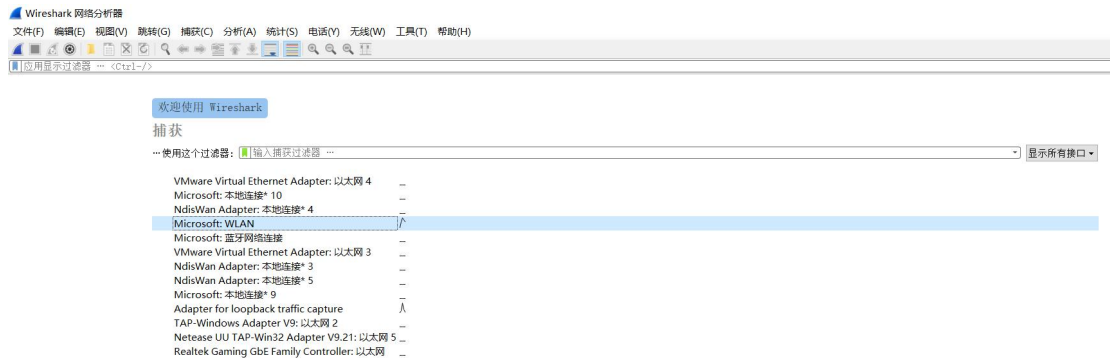 Wireshark 网络分析器
文件(F) 编辑(E) 视图(V) 跳转(G) 捕获(C) 分析(A) 统计(S) 电话(Y) 无线(W) 工具(T) 帮助(H)
应用显示过滤器 … <Ctrl-/>
欢迎使用 Wireshark
捕获
…使用这个过滤器: 输入捕获过滤器 … 显示所有接口
VMware Virtual Ethernet Adapter: 以太网 4
Microsoft: 本地连接* 10
NdisWan Adapter: 本地连接* 4
Microsoft: WLAN
Microsoft: 蓝牙网络连接
VMware Virtual Ethernet Adapter: 以太网 3
NdisWan Adapter: 本地连接* 3
NdisWan Adapter: 本地连接* 5
Microsoft: 本地连接* 9
Adapter for loopback traffic capture
TAP-Windows Adapter V9: 以太网 2
Netease UU TAP-Win32 Adapter V9.21: 以太网 5
Realtek Gaming GbE Family Controller: 以太网